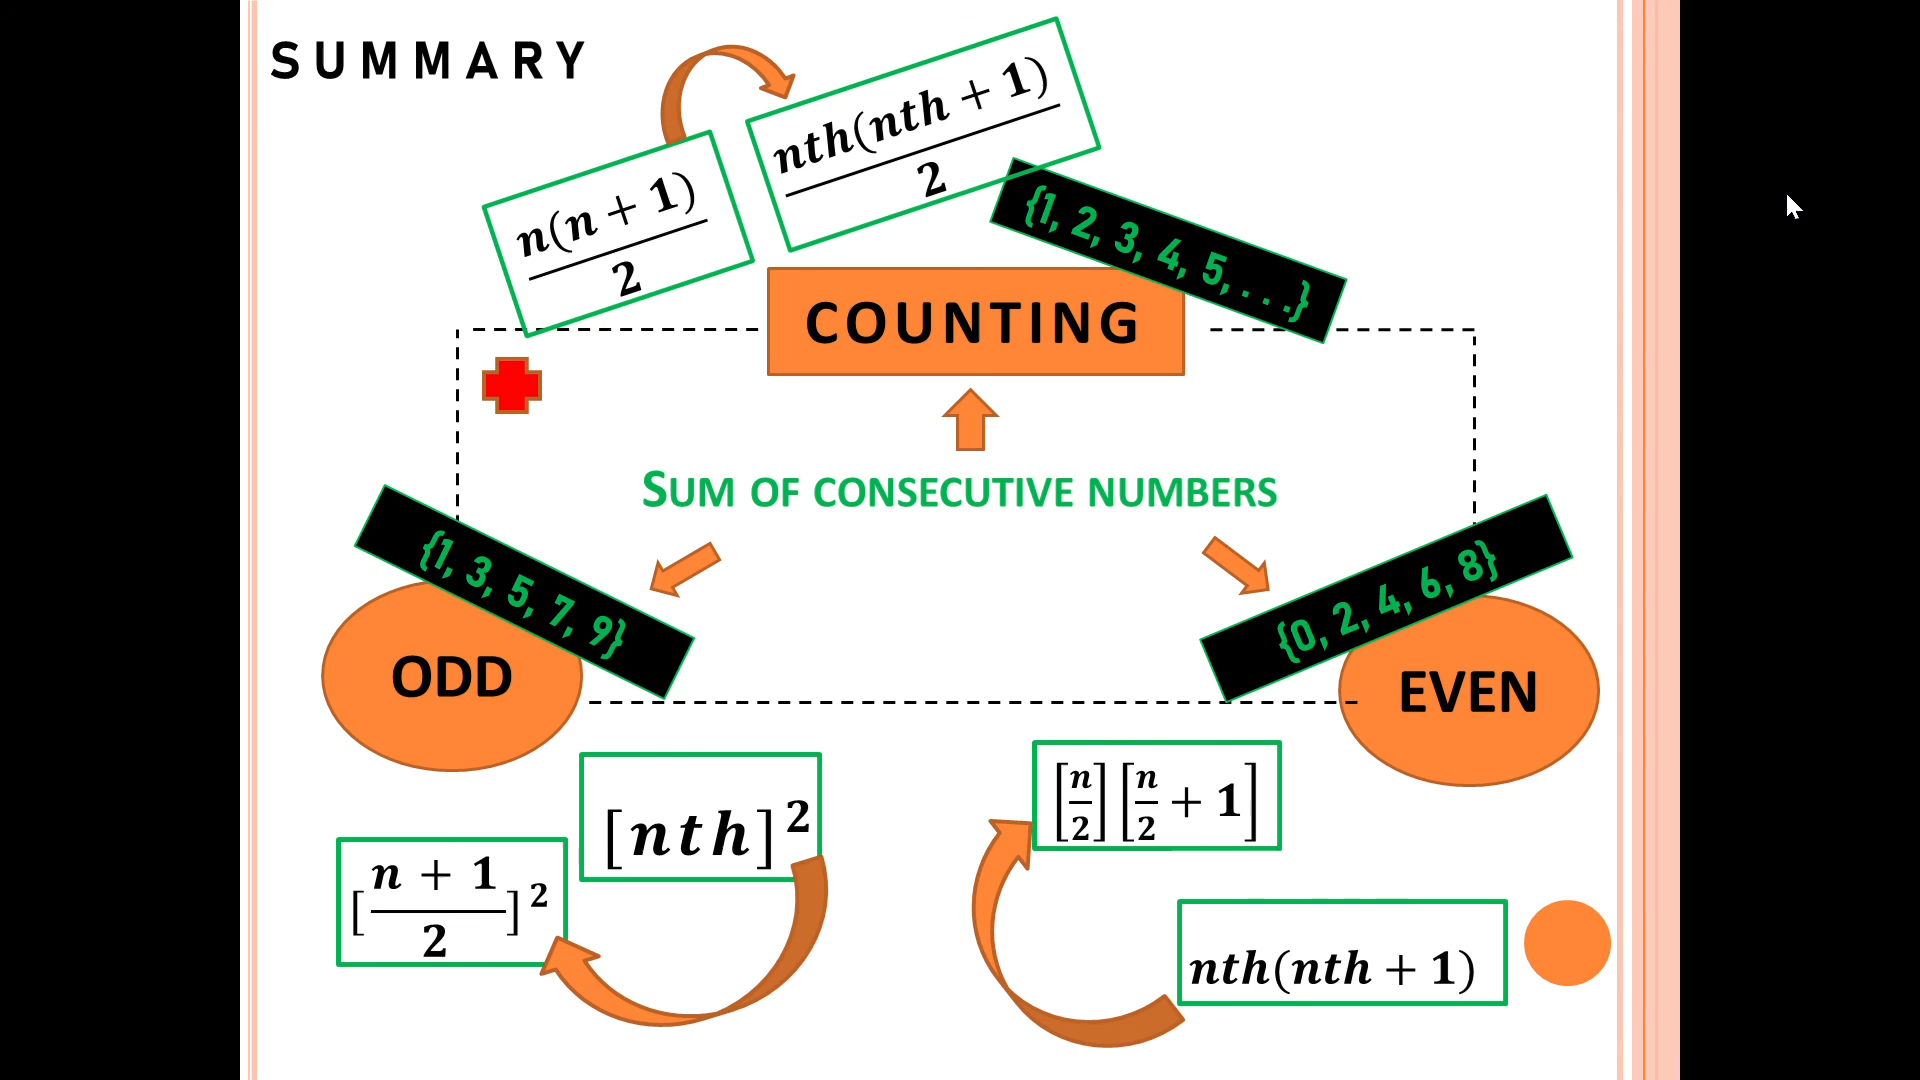 SUMMARY
nth(nth + 1)
2
n(n + 1)
2
{1, 2, 3, 4, 5, . . .}
COUNTING
SUM OF CONSECUTIVE NUMBERS
{1, 3, 5, 7, 9}
{0, 2, 4, 6, 8}
ODD
EVEN
[nth]²
[n/2][n/2 + 1]
[n + 1/2]²
nth(nth + 1)